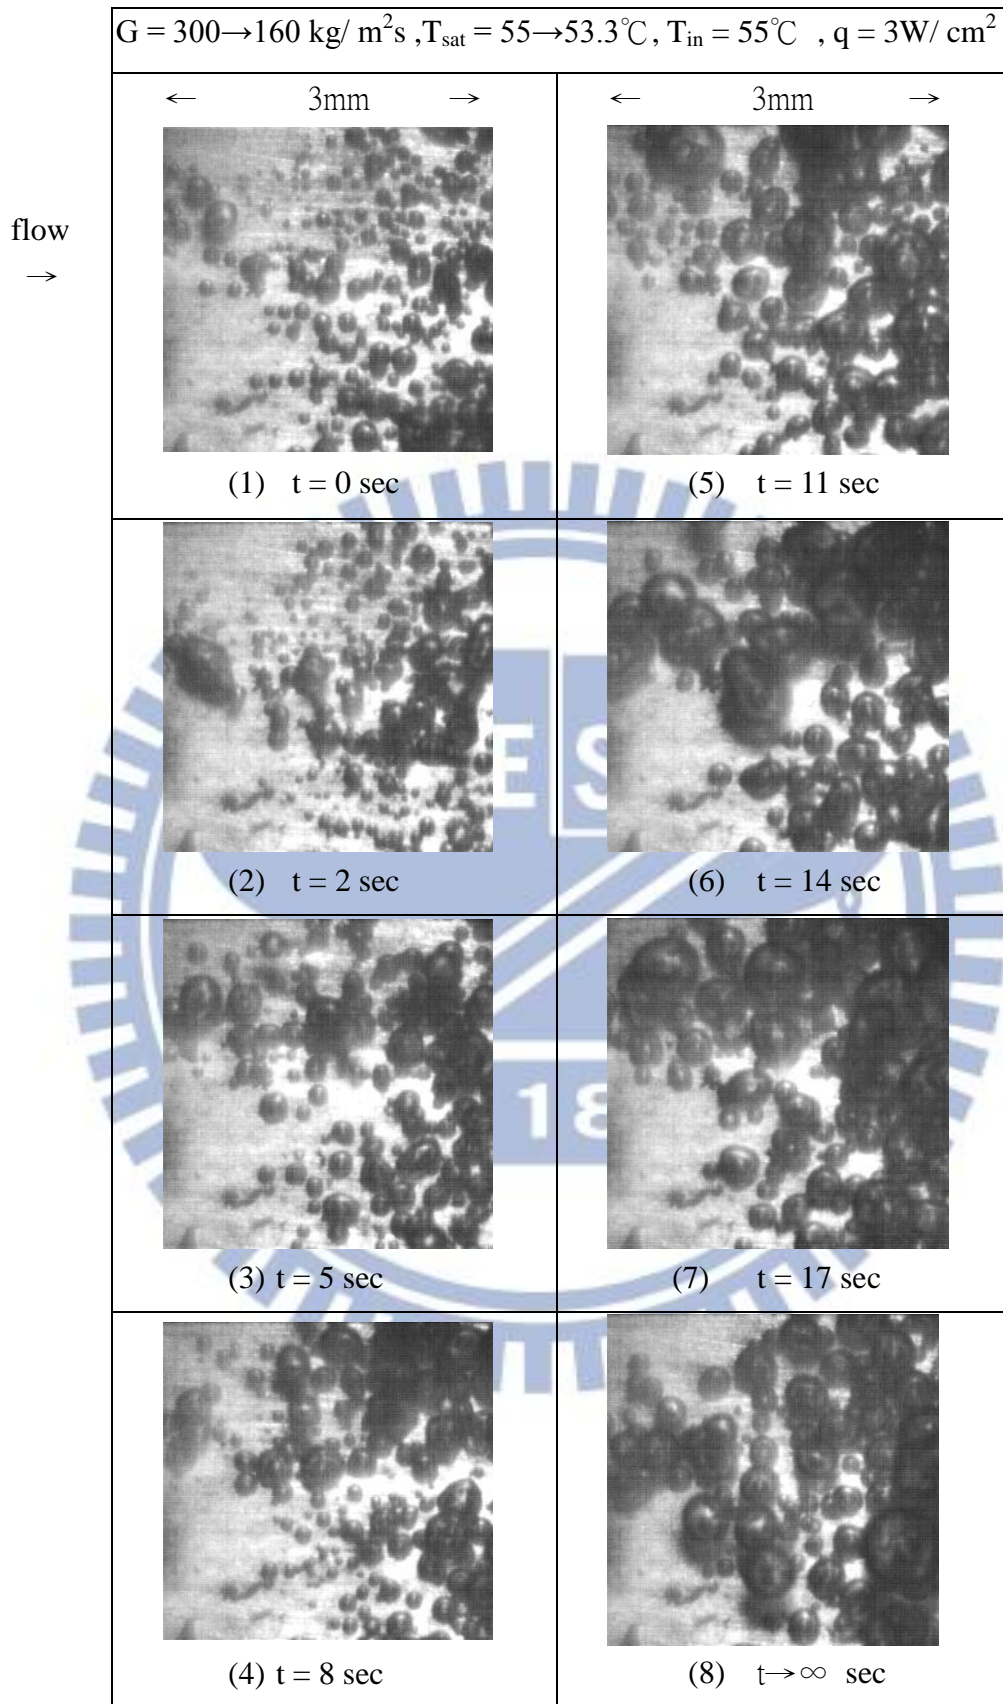 G = 300→160 kg/ m²s ,T_sat = 55→53.3℃, T_in = 55℃ , q = 3W/ cm²
← 3mm →
← 3mm →
flow
→
(1) t = 0 sec
(5) t = 11 sec
E S
(2) t = 2 sec
(6) t = 14 sec
18
(3) t = 5 sec
(7) t = 17 sec
(4) t = 8 sec
(8) t→∞ sec